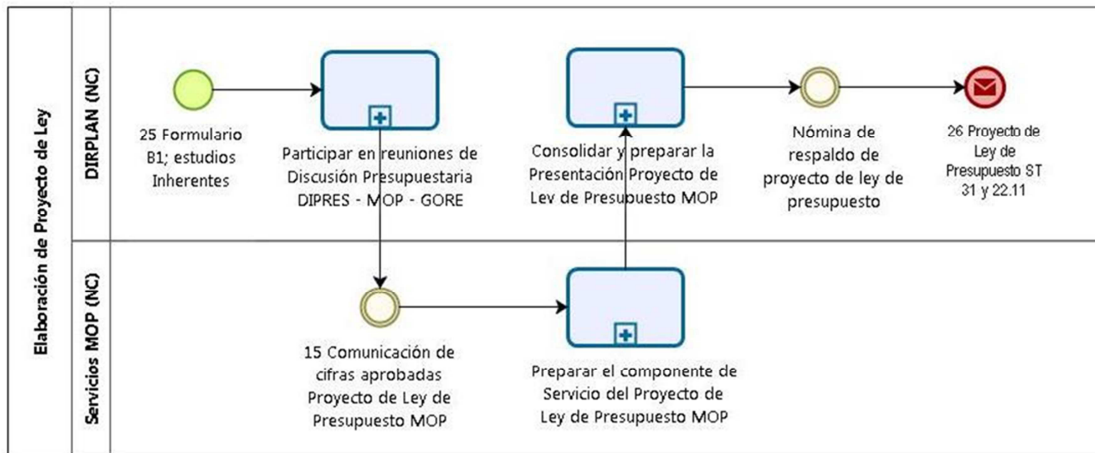 Elaboración de Proyecto de Ley
DIRPLAN (NC)
25 Formulario
B1; estudios
Inherentes
Participar en reuniones de
Discusión Presupuestaria
DIPRES - MOP - GORE
Consolidar y preparar la
Presentación Proyecto de
Ley de Presupuesto MOP
Nómina de
respaldo de
proyecto de ley de
presupuesto
26 Proyecto de
Ley de
Presupuesto ST
31 y 22.11
Servicios MOP (NC)
15 Comunicación de
cifras aprobadas
Proyecto de Ley de
Presupuesto MOP
Preparar el componente de
Servicio del Proyecto de
Ley de Presupuesto MOP